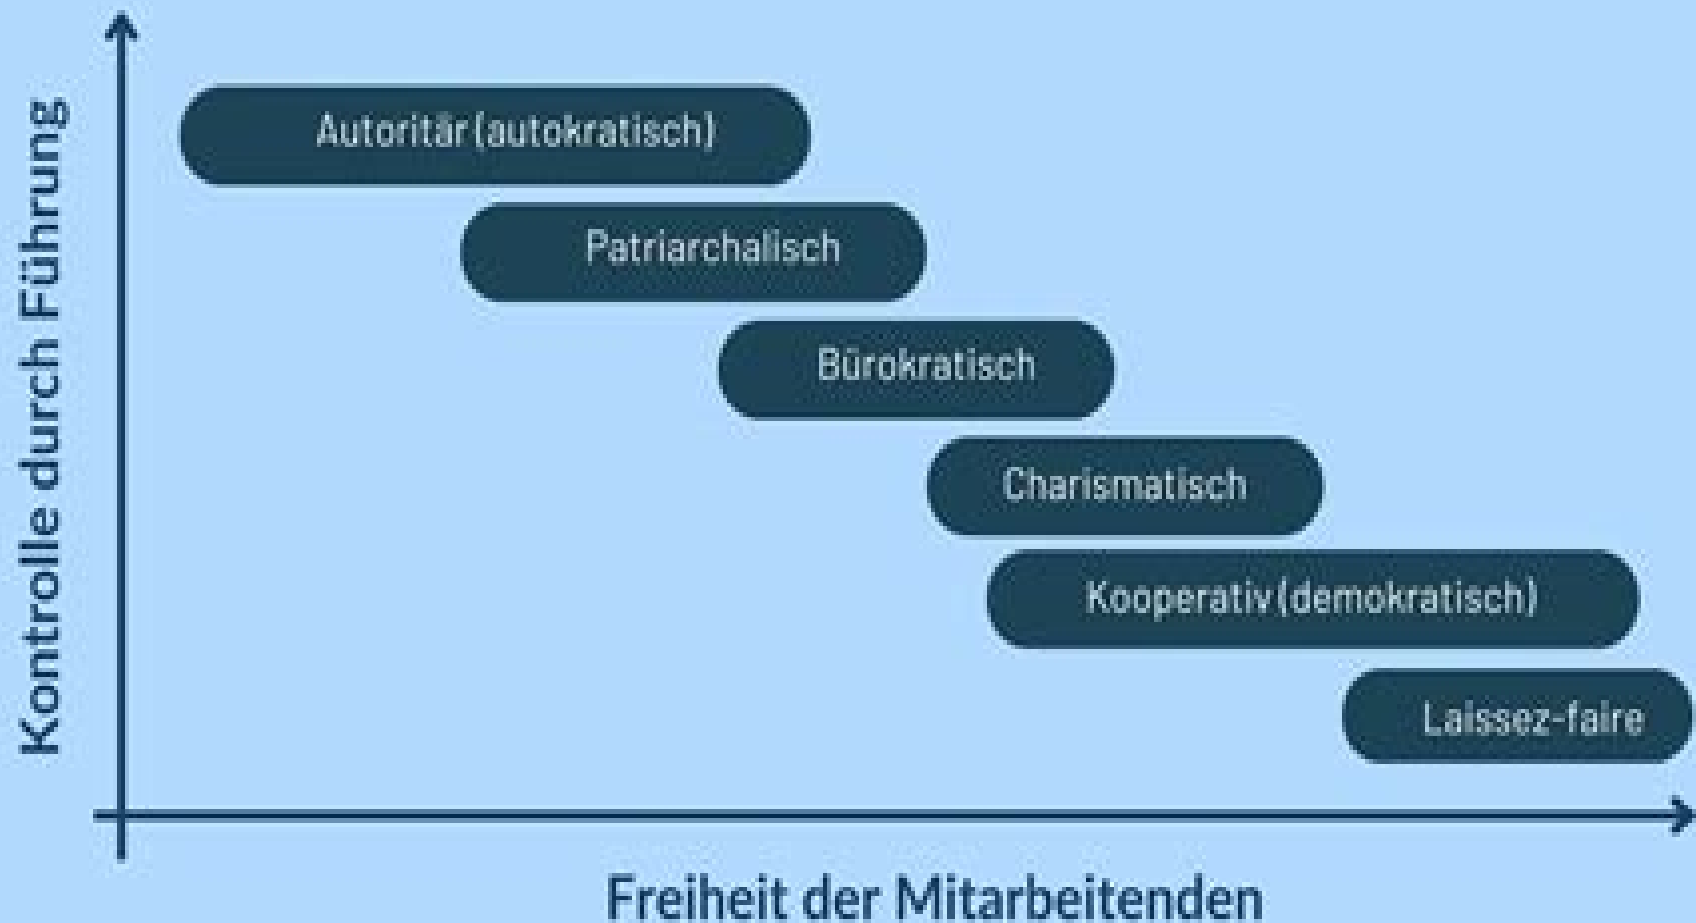 Kontrolle durch Führung
Autoritär (autokratisch)
Patriarchalisch
Bürokratisch
Charismatisch
Kooperativ (demokratisch)
Laissez-faire
Freiheit der Mitarbeitenden